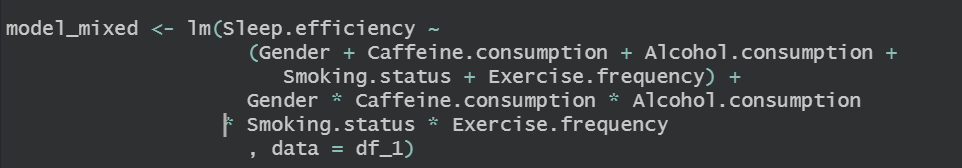 model_mixed <- lm(Sleep.efficiency ~
(Gender + Caffeine.consumption + Alcohol.consumption +
Smoking.status + Exercise.frequency) +
Gender * Caffeine.consumption * Alcohol.consumption
* Smoking.status * Exercise.frequency
, data = df_1)